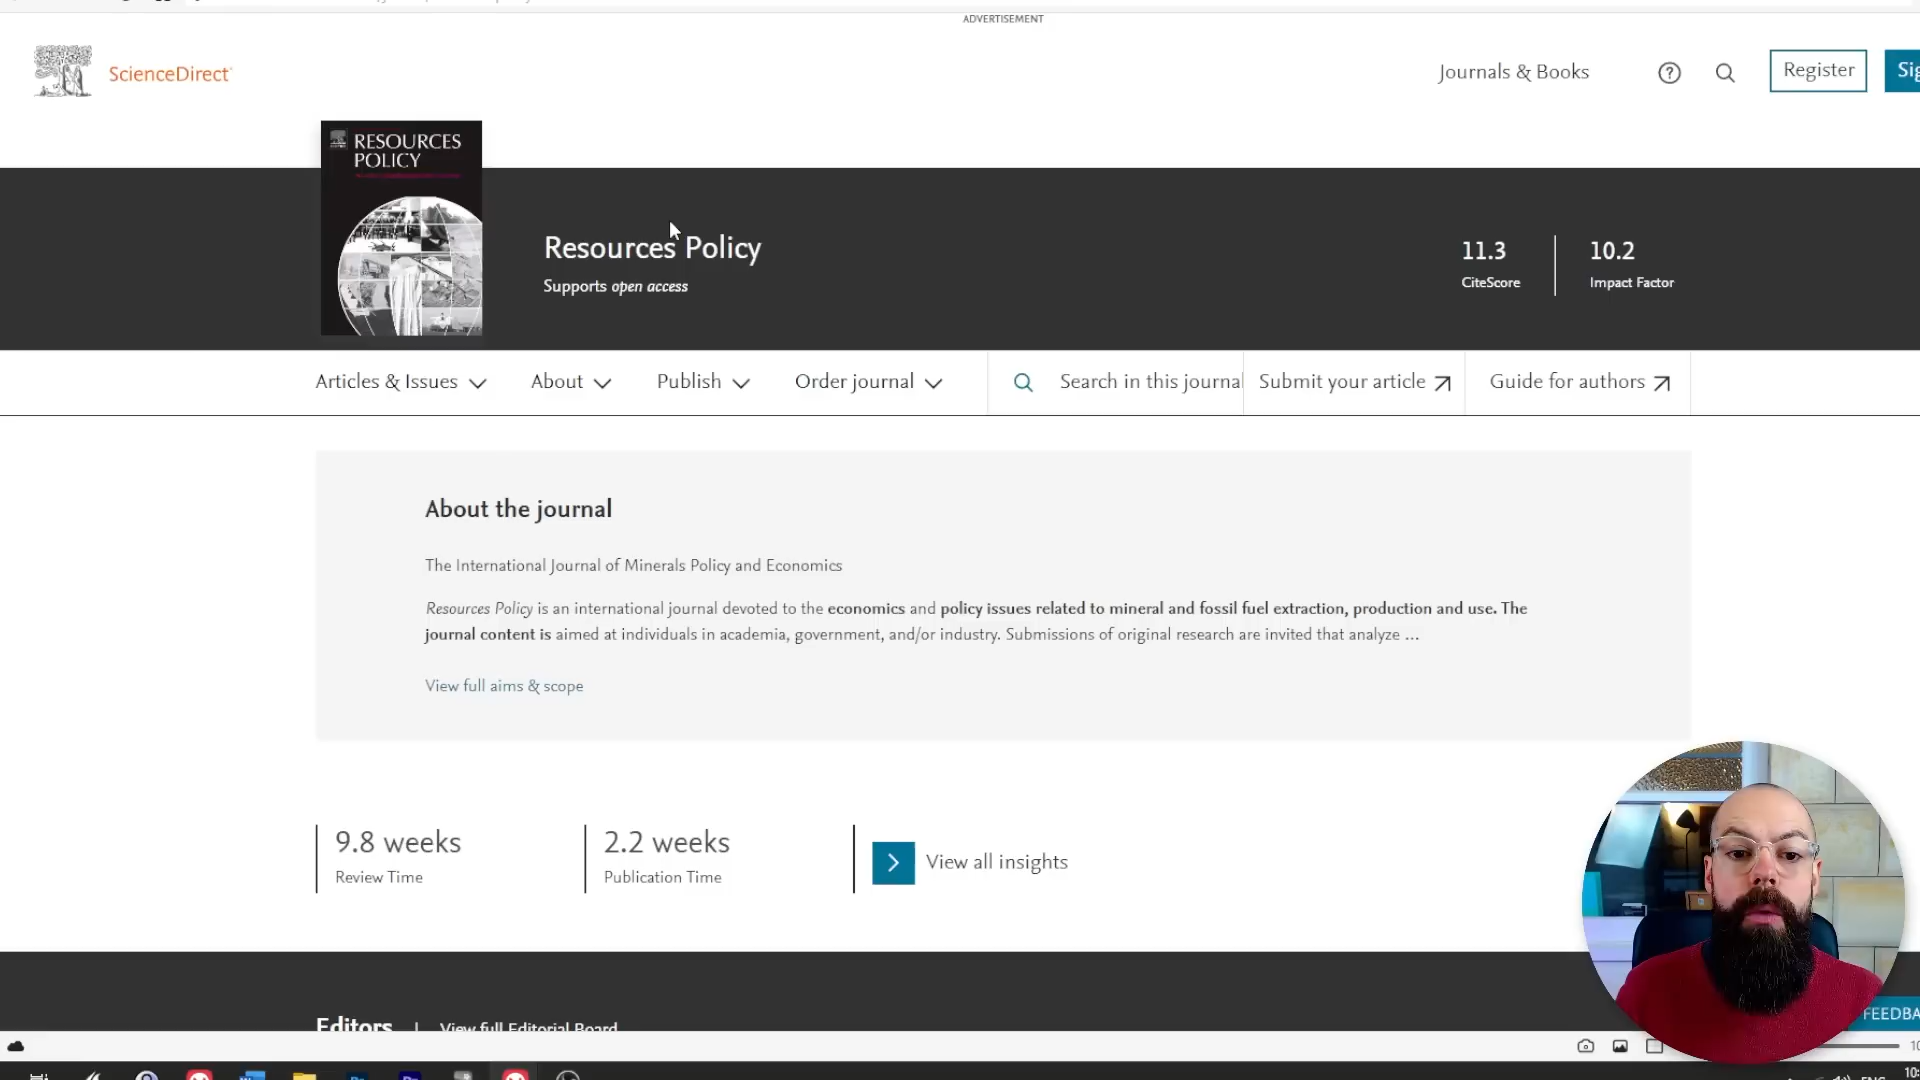 ADVERTISEMENT
ScienceDirect
Journals & Books
Register
RESOURCES
POLICY
Resources Policy
Supports open access
11.3
CiteScore
10.2
Impact Factor
Articles & Issues
About
Publish
Order journal
Search in this journal
Submit your article
Guide for authors
About the journal
The International Journal of Minerals Policy and Economics
Resources Policy is an international journal devoted to the economics and policy issues related to mineral and fossil fuel extraction, production and use. The
journal content is aimed at individuals in academia, government, and/or industry. Submissions of original research are invited that analyze ...
View full aims & scope
9.8 weeks
Review Time
2.2 weeks
Publication Time
View all insights
Editors | View full Editorial Board
FEEDBA